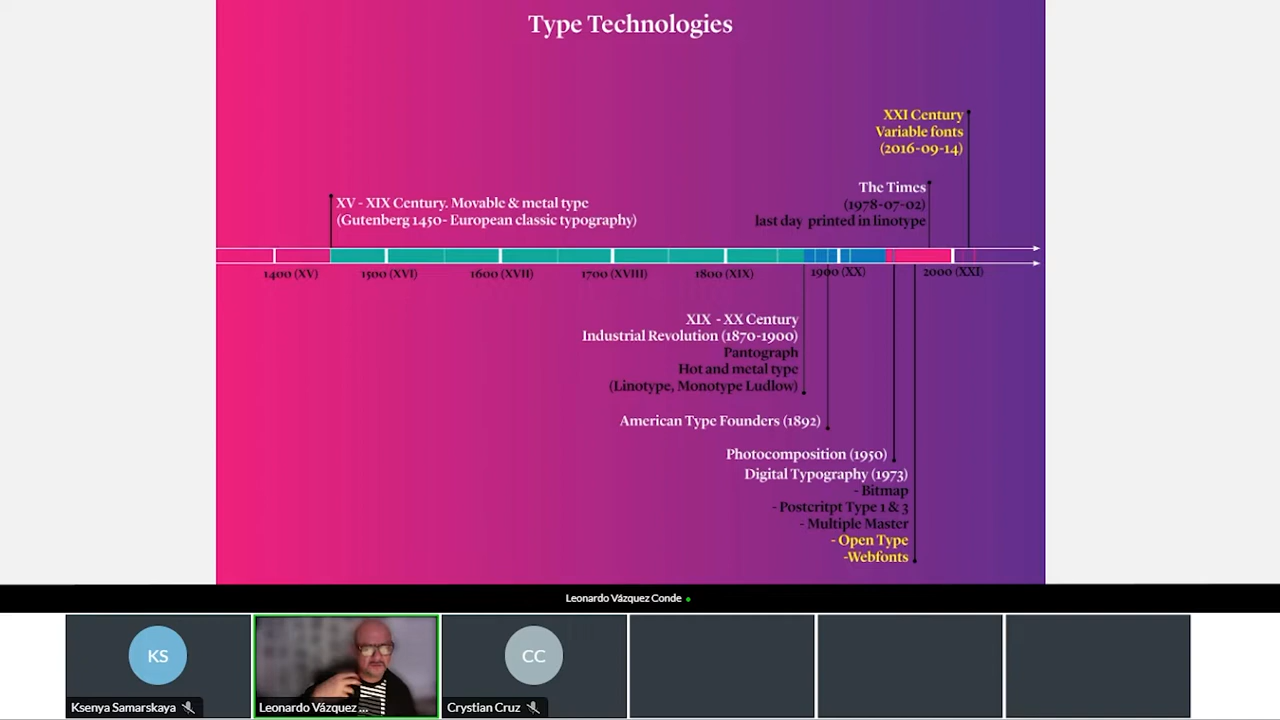 Type Technologies
XXI Century
Variable fonts
(2016-09-14)
The Times
(1978-07-02)
last day printed in linotype
XV - XIX Century. Movable & metal type
(Gutenberg 1450- European classic typography)
1400 (XV)
1500 (XVI)
1600 (XVII)
1700 (XVIII)
1800 (XIX)
1900 (XX)
2000 (XXI)
XIX - XX Century
Industrial Revolution (1870-1900)
Pantograph
Hot and metal type
(Linotype, Monotype Ludlow)
American Type Founders (1892)
Photocomposition (1950)
Digital Typography (1973)
- Bitmap
- Postcritpt Type 1 & 3
- Multiple Master
- Open Type
-Webfonts
Leonardo Vázquez Conde
KS
CC
Ksenya Samarskaya
Leonardo Vázquez ...
Crystian Cruz